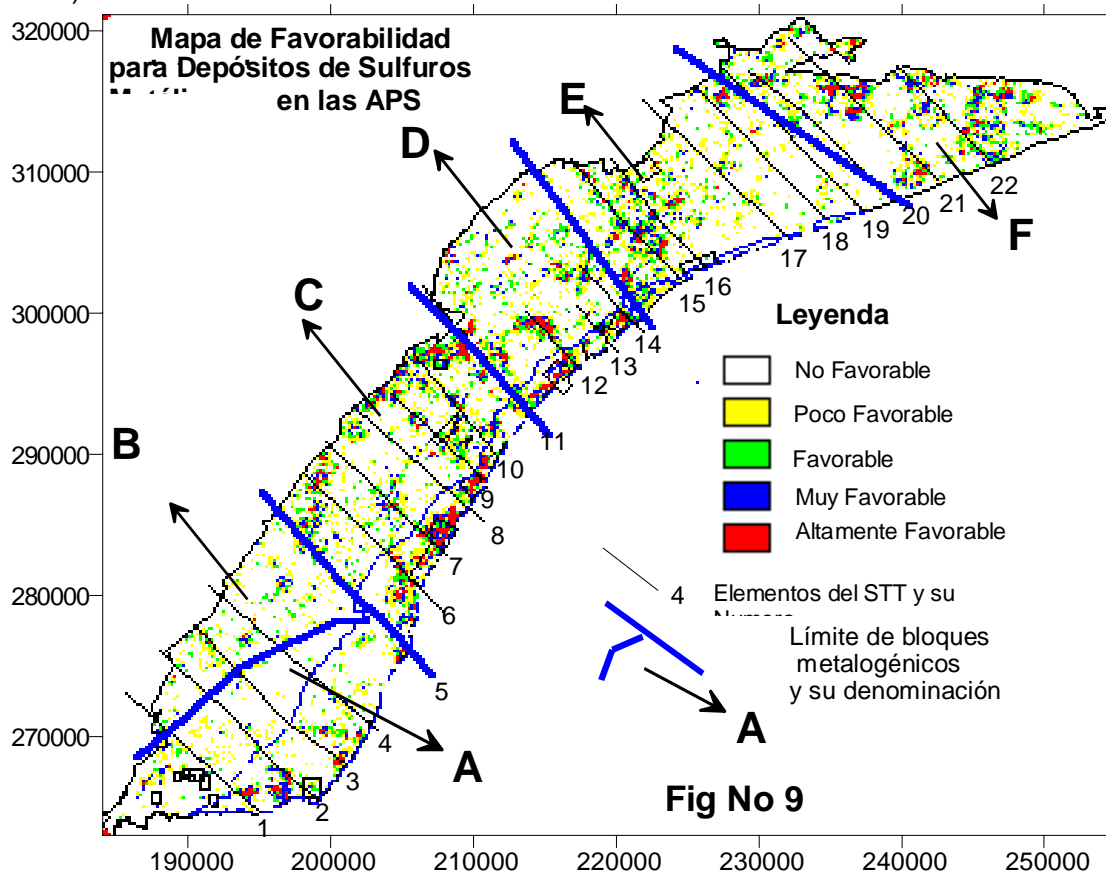 Mapa de Favorabilidad
para Depósitos de Sulfuros
en las APS
320000
310000
300000
290000
280000
270000
190000
200000
210000
220000
230000
240000
250000
A
B
C
D
E
F
1
2
3
4
5
6
7
8
9
10
11
12
13
14
15
16
17
18
19
20
21
22
Leyenda
No Favorable
Poco Favorable
Favorable
Muy Favorable
Altamente Favorable
4 Elementos del STT y su
Límite de bloques
metalogénicos
y su denominación
A
Fig No 9